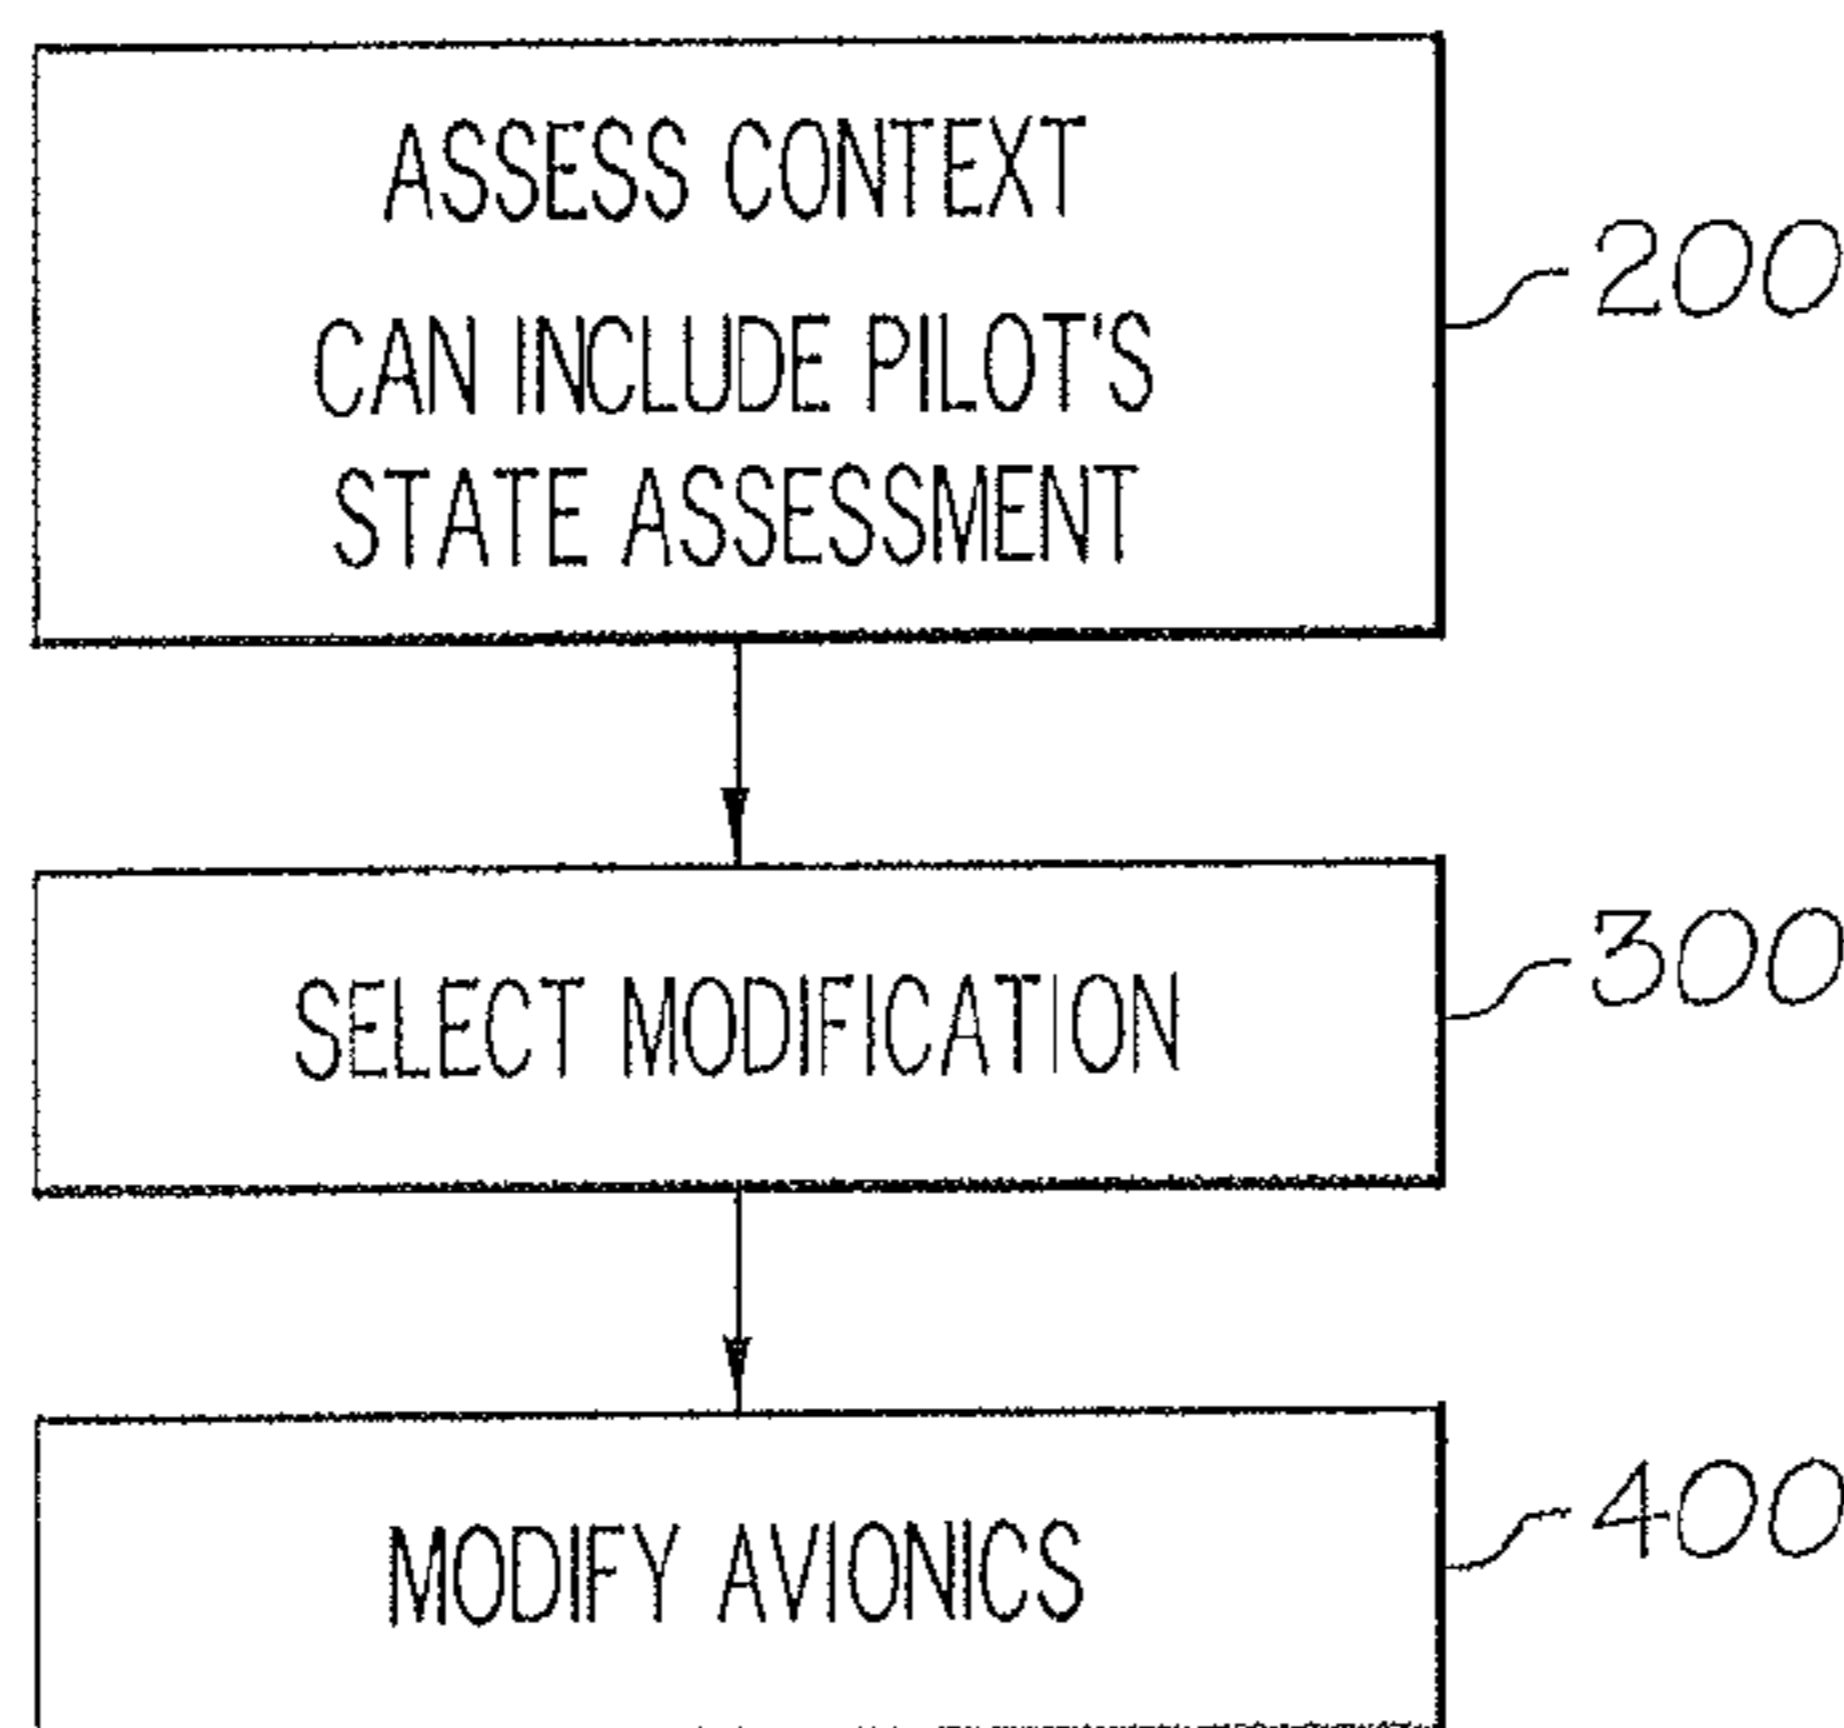 ASSESS CONTEXT
CAN INCLUDE PILOT'S
STATE ASSESSMENT
200
SELECT MODIFICATION
300
MODIFY AVIONICS
400